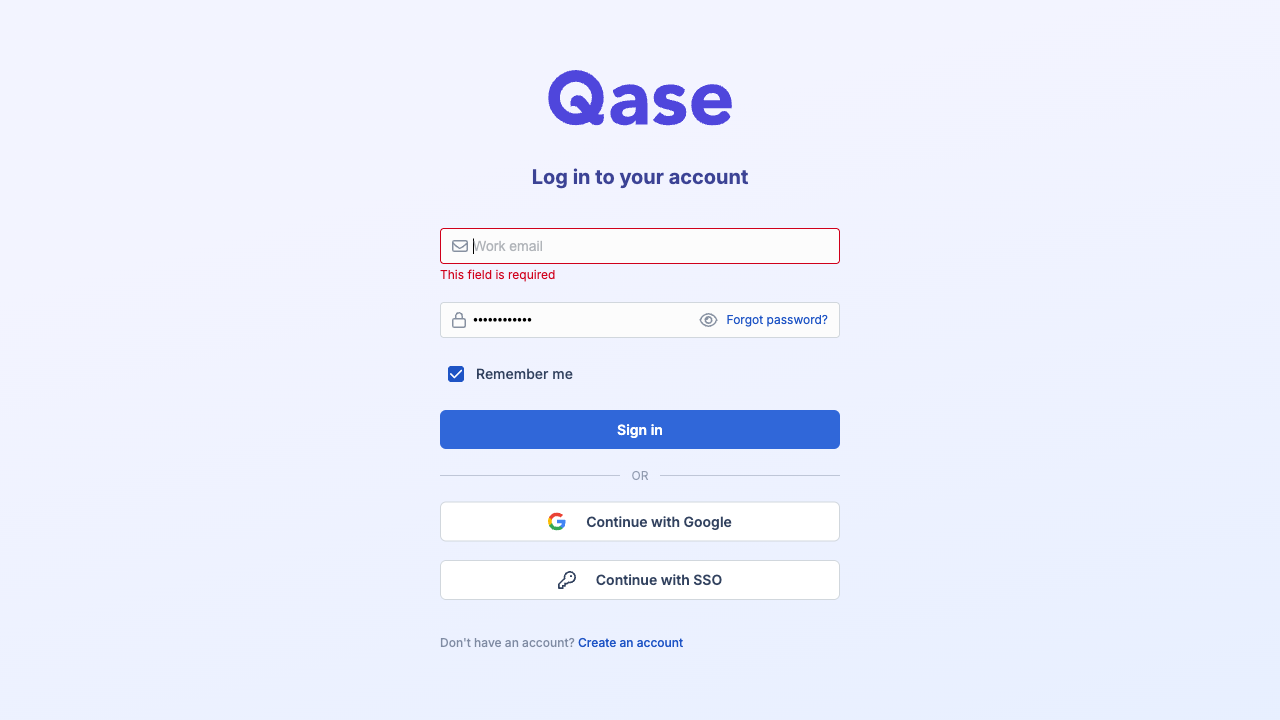 Qase
Log in to your account
Work email
This field is required
••••••••••••
Forgot password?
Remember me
Sign in
OR
Continue with Google
Continue with SSO
Don't have an account? Create an account